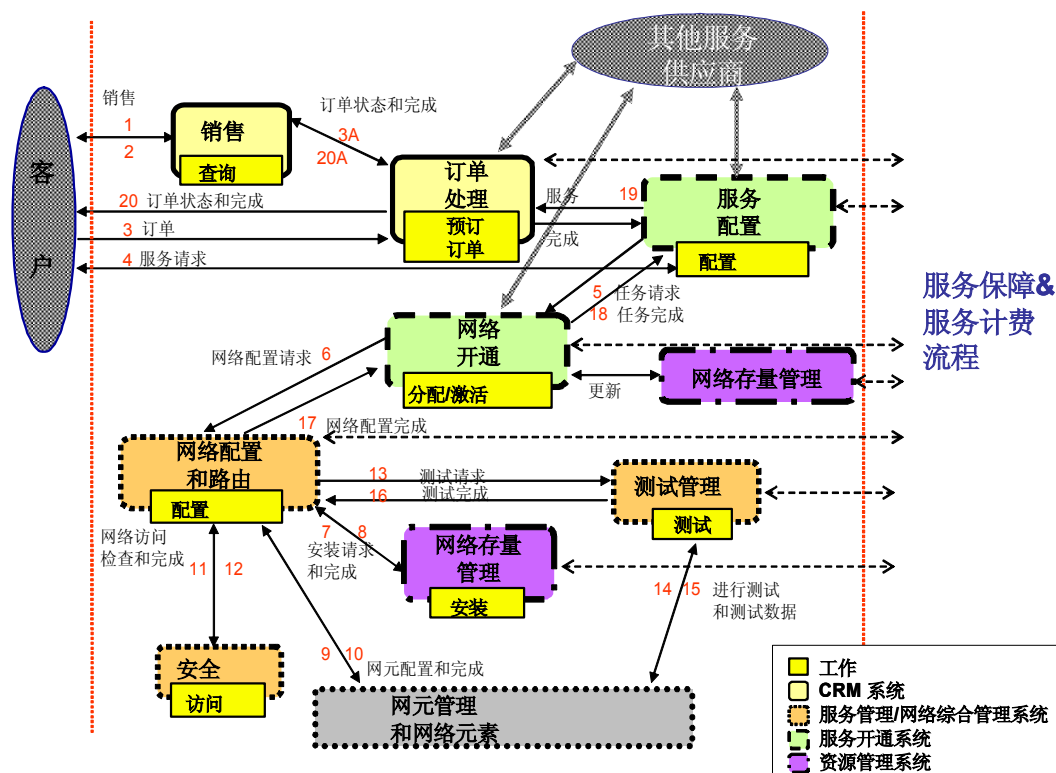 其他服务
供应商
销售
1
2
订单状态和完成
3A
20A
销售
查询
客
户
订单
处理
预订
订单
20 订单状态和完成
3 订单
4 服务请求
服务
19
完成
服务
配置
配置
5 任务请求
18 任务完成
服务保障&
服务计费
流程
网络
开通
分配/激活
网络配置请求 6
更新
网络存量管理
17 网络配置完成
网络配置
和路由
配置
13 测试请求
16 测试完成
测试管理
测试
网络访问
检查和完成
11 12
7 8
安装请求
和完成
网络存量
管理
安装
14 15 进行测试
和测试数据
9 10 网元配置和完成
安全
访问
网元管理
和网络元素
工作
CRM 系统
服务管理/网络综合管理系统
服务开通系统
资源管理系统